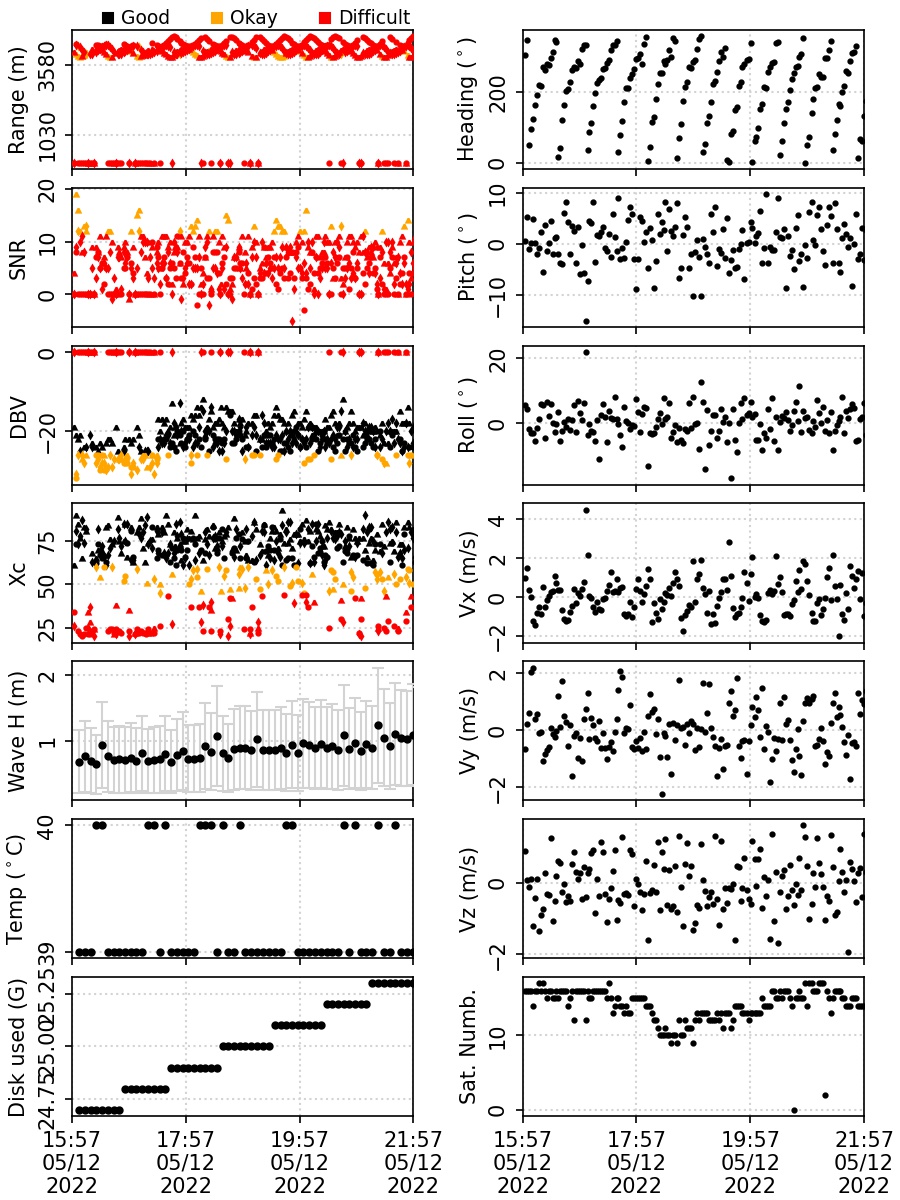 Good Okay Difficult
Range (m)
3580
1030
SNR
20
10
0
DBV
0
−20
Xc
75
50
25
Wave H (m)
2
1
Temp (°C)
40
39
Disk used (G)
25.25
25.00
24.75
15:57 17:57 19:57 21:57
05/12 05/12 05/12 05/12
2022 2022 2022 2022
Heading (°)
200
0
Pitch (°)
10
0
−10
Roll (°)
20
0
Vx (m/s)
4
2
0
−2
Vy (m/s)
2
0
−2
Vz (m/s)
0
−2
Sat. Numb.
10
0
15:57 17:57 19:57 21:57
05/12 05/12 05/12 05/12
2022 2022 2022 2022